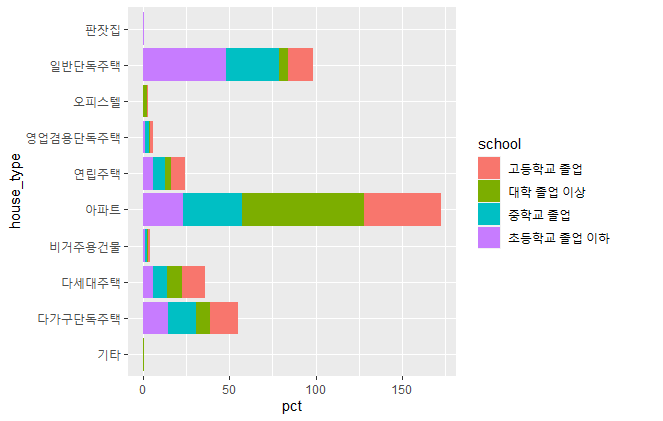 판잣집
일반단독주택
오피스텔
영업겸용단독주택
연립주택
아파트
비거주용건물
다세대주택
다가구단독주택
기타
house_type
0 50 100 150
pct
school
고등학교 졸업
대학 졸업 이상
중학교 졸업
초등학교 졸업 이하